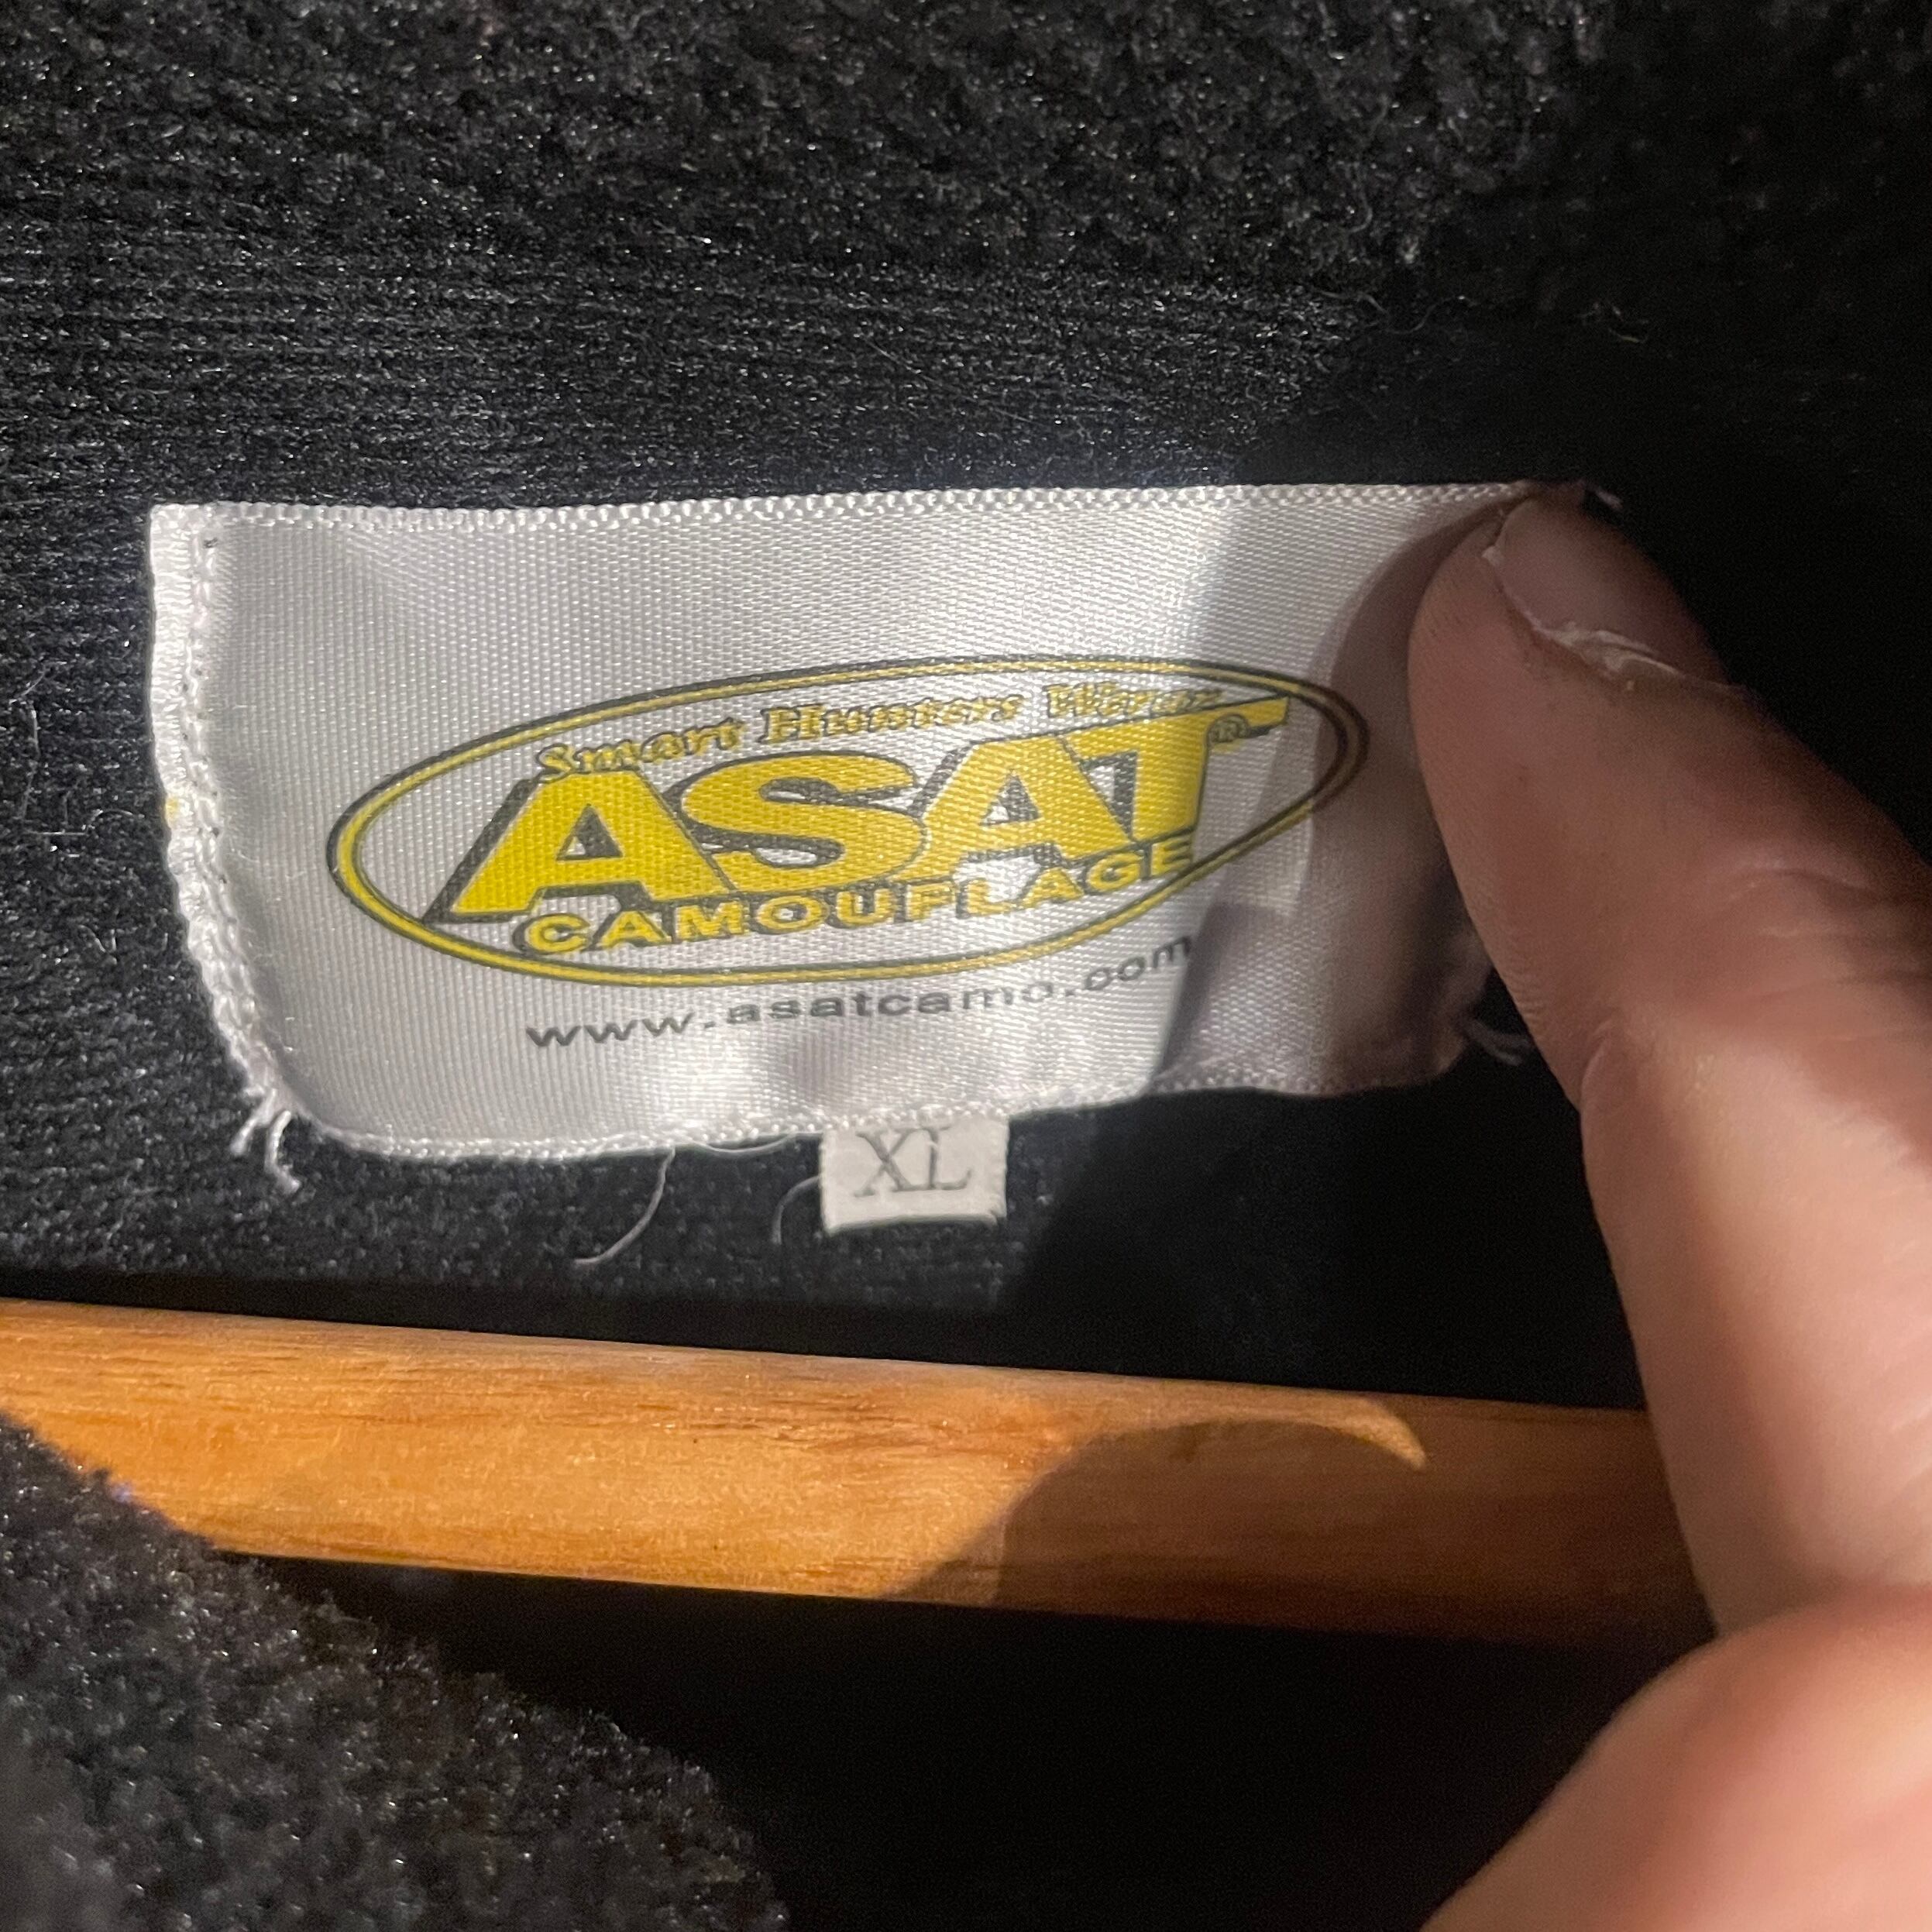 Smart Hunters Wear
ASAT®
CAMOUFLAGE
www.asatcamo.com
XL